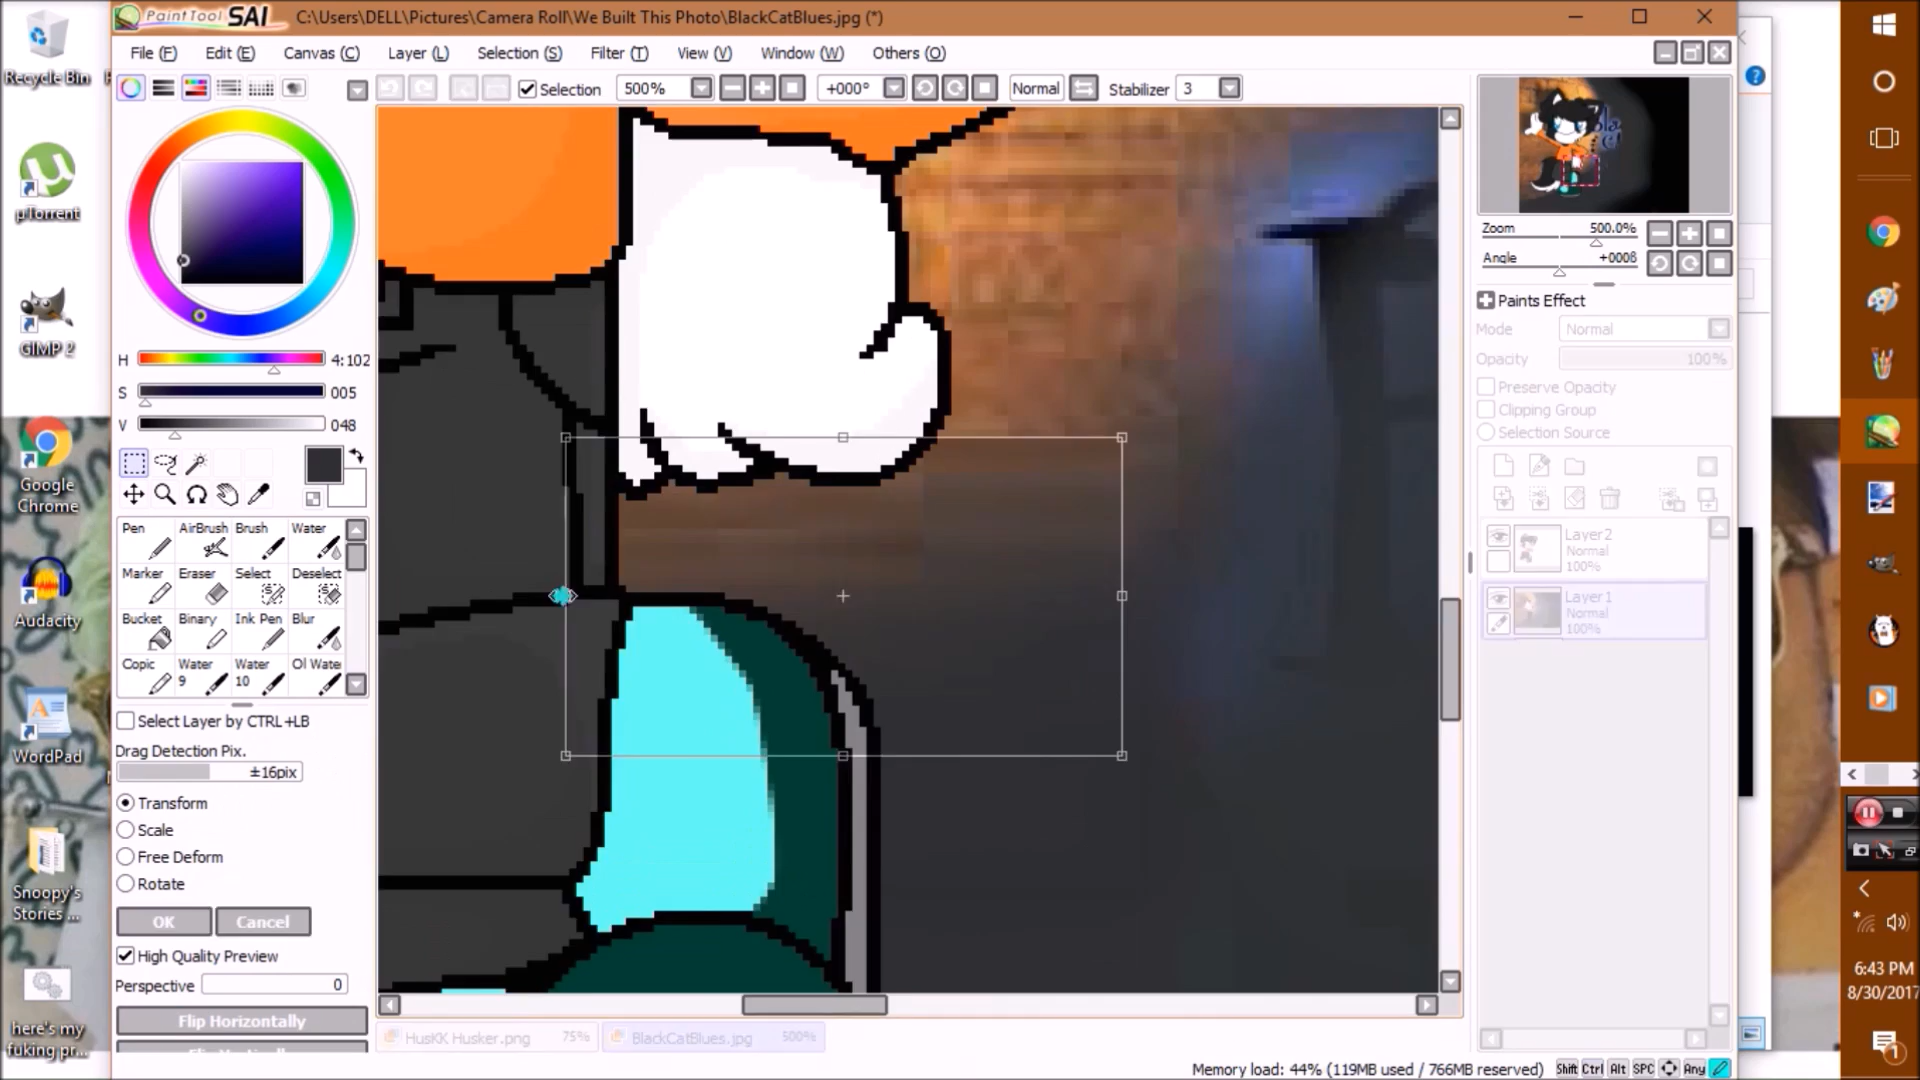 PaintTool SAI C:\Users\DELL\Pictures\Camera Roll\We Built This Photo\BlackCatBlues.jpg (*)
File (F) Edit (E) Canvas (C) Layer (L) Selection (S) Filter (T) View (V) Window (W) Others (O)
Selection 500% +000° Normal Stabilizer 3
Recycle Bin
µTorrent
GIMP 2
Google
Chrome
Audacity
WordPad
Snoopy's
Stories ...
here's my
fuking pr...
H 4:102
S 005
V 048
Pen AirBrush Brush Water
Marker Eraser Select Deselect
Bucket Binary Ink Pen Blur
Copic Water Water Ol Wate
9 10
Select Layer by CTRL+LB
Drag Detection Pix.
±16pix
Transform
Scale
Free Deform
Rotate
OK Cancel
High Quality Preview
Perspective 0
Flip Horizontally
Zoom 500.0%
Angle +000ß
Paints Effect
Mode Normal
Opacity 100%
Preserve Opacity
Clipping Group
Selection Source
Layer2
Normal
100%
Layer1
Normal
100%
HusKK Husker.png 75% BlackCatBlues.jpg 500%
Memory load: 44% (119MB used / 766MB reserved) Shift Ctrl Alt SPC Any
6:43 PM
8/30/2017
1